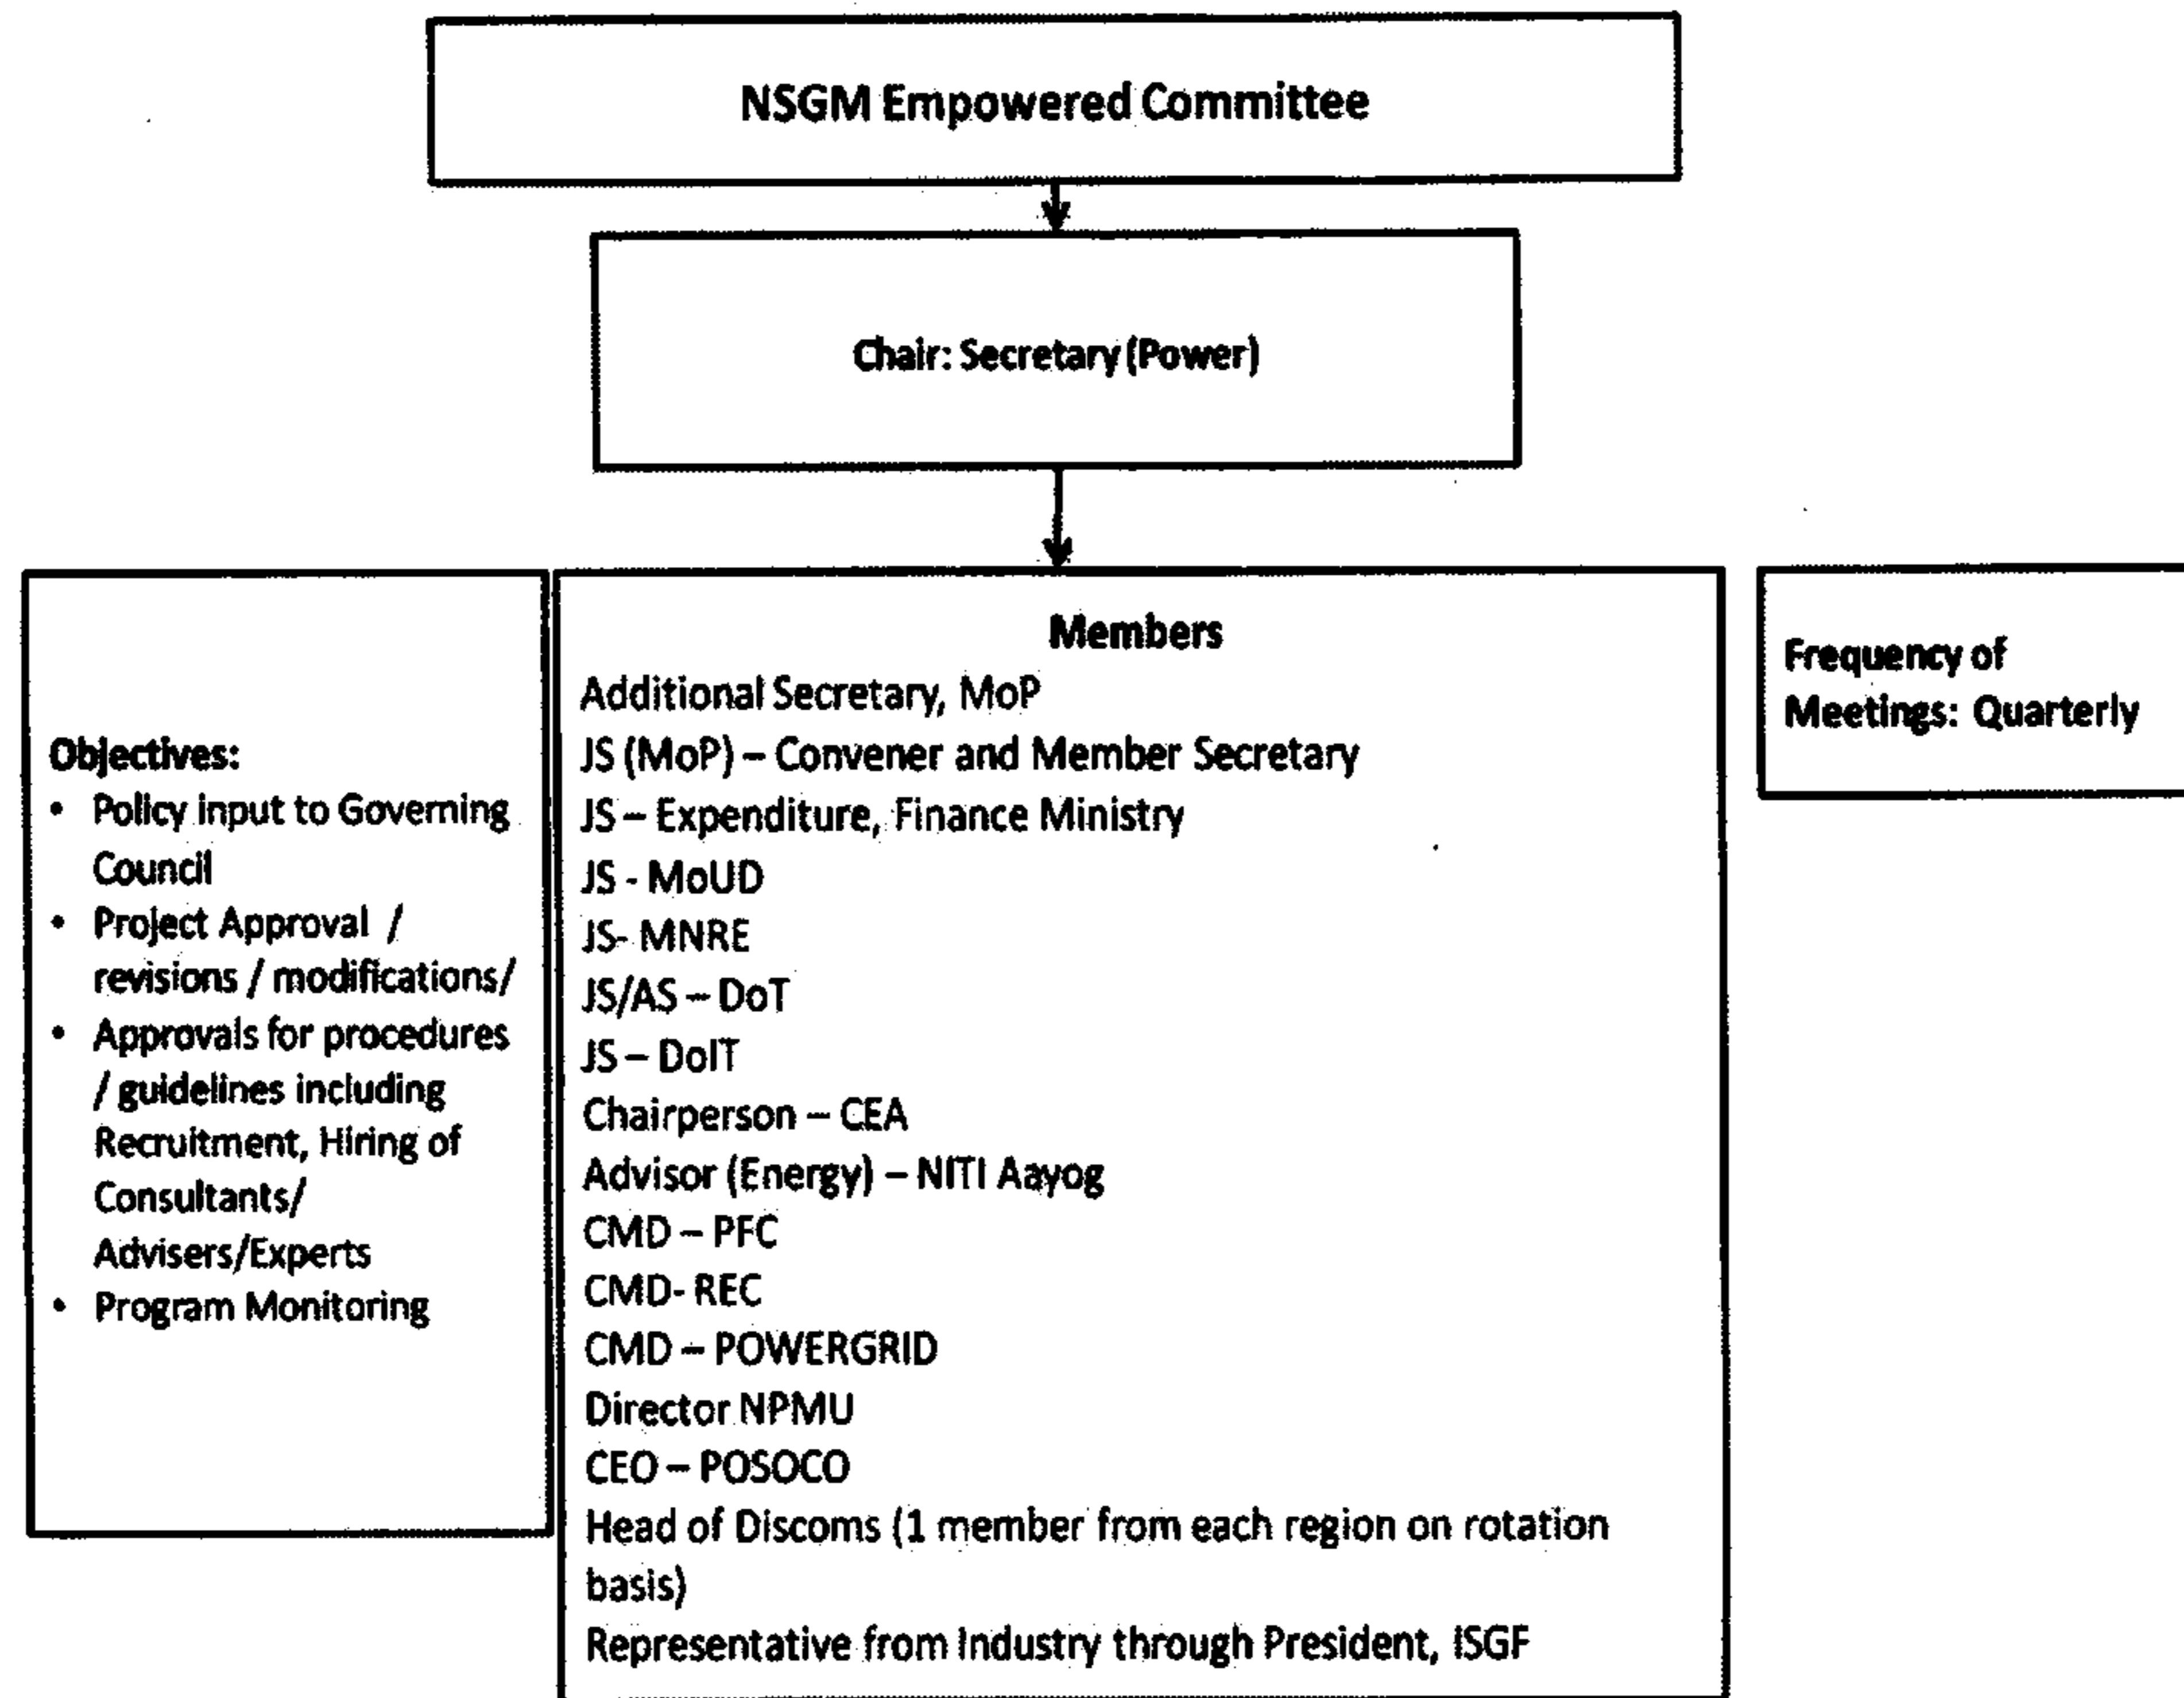 NSGM Empowered Committee
Chair: Secretary (Power)
Objectives:
• Policy input to Governing
Council
• Project Approval /
revisions / modifications/
• Approvals for procedures
/ guidelines including
Recruitment, Hiring of
Consultants/
Advisers/Experts
• Program Monitoring
Members
Additional Secretary, MoP
JS (MoP) – Convener and Member Secretary
JS – Expenditure, Finance Ministry
JS - MoUD
JS- MNRE
JS/AS – DoT
JS – DoIT
Chairperson – CEA
Advisor (Energy) – NITI Aayog
CMD – PFC
CMD- REC
CMD – POWERGRID
Director NPMU
CEO – POSOCO
Head of Discoms (1 member from each region on rotation
basis)
Representative from Industry through President, ISGF
Frequency of
Meetings: Quarterly